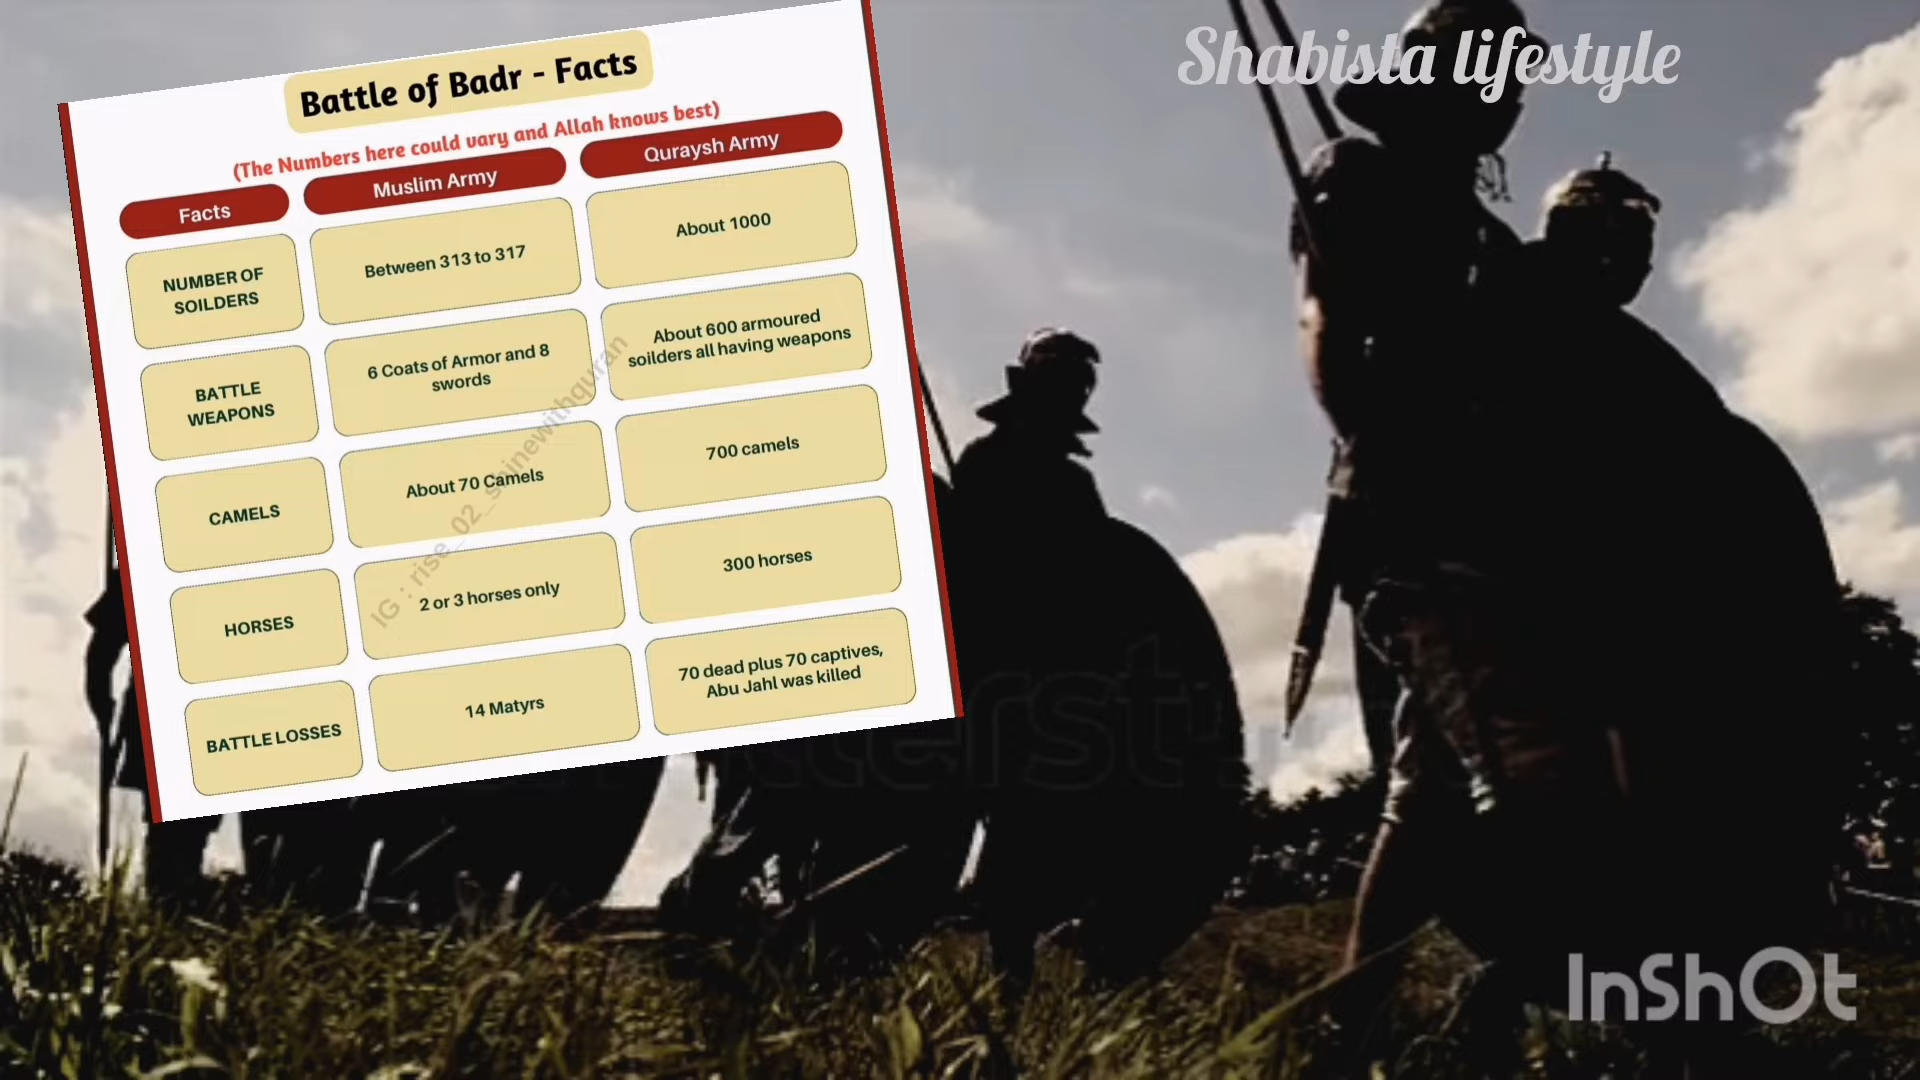 Shabista lifestyle
Battle of Badr - Facts
(The Numbers here could vary and Allah knows best)
Facts
Muslim Army
Quraysh Army
NUMBER OF
SOILDERS
Between 313 to 317
About 1000
BATTLE
WEAPONS
6 Coats of Armor and 8
swords
About 600 armoured
soilders all having weapons
CAMELS
About 70 Camels
700 camels
HORSES
2 or 3 horses only
300 horses
BATTLE LOSSES
14 Matyrs
70 dead plus 70 captives,
Abu Jahl was killed
IG : rise_02_shinewithquran
InShOt